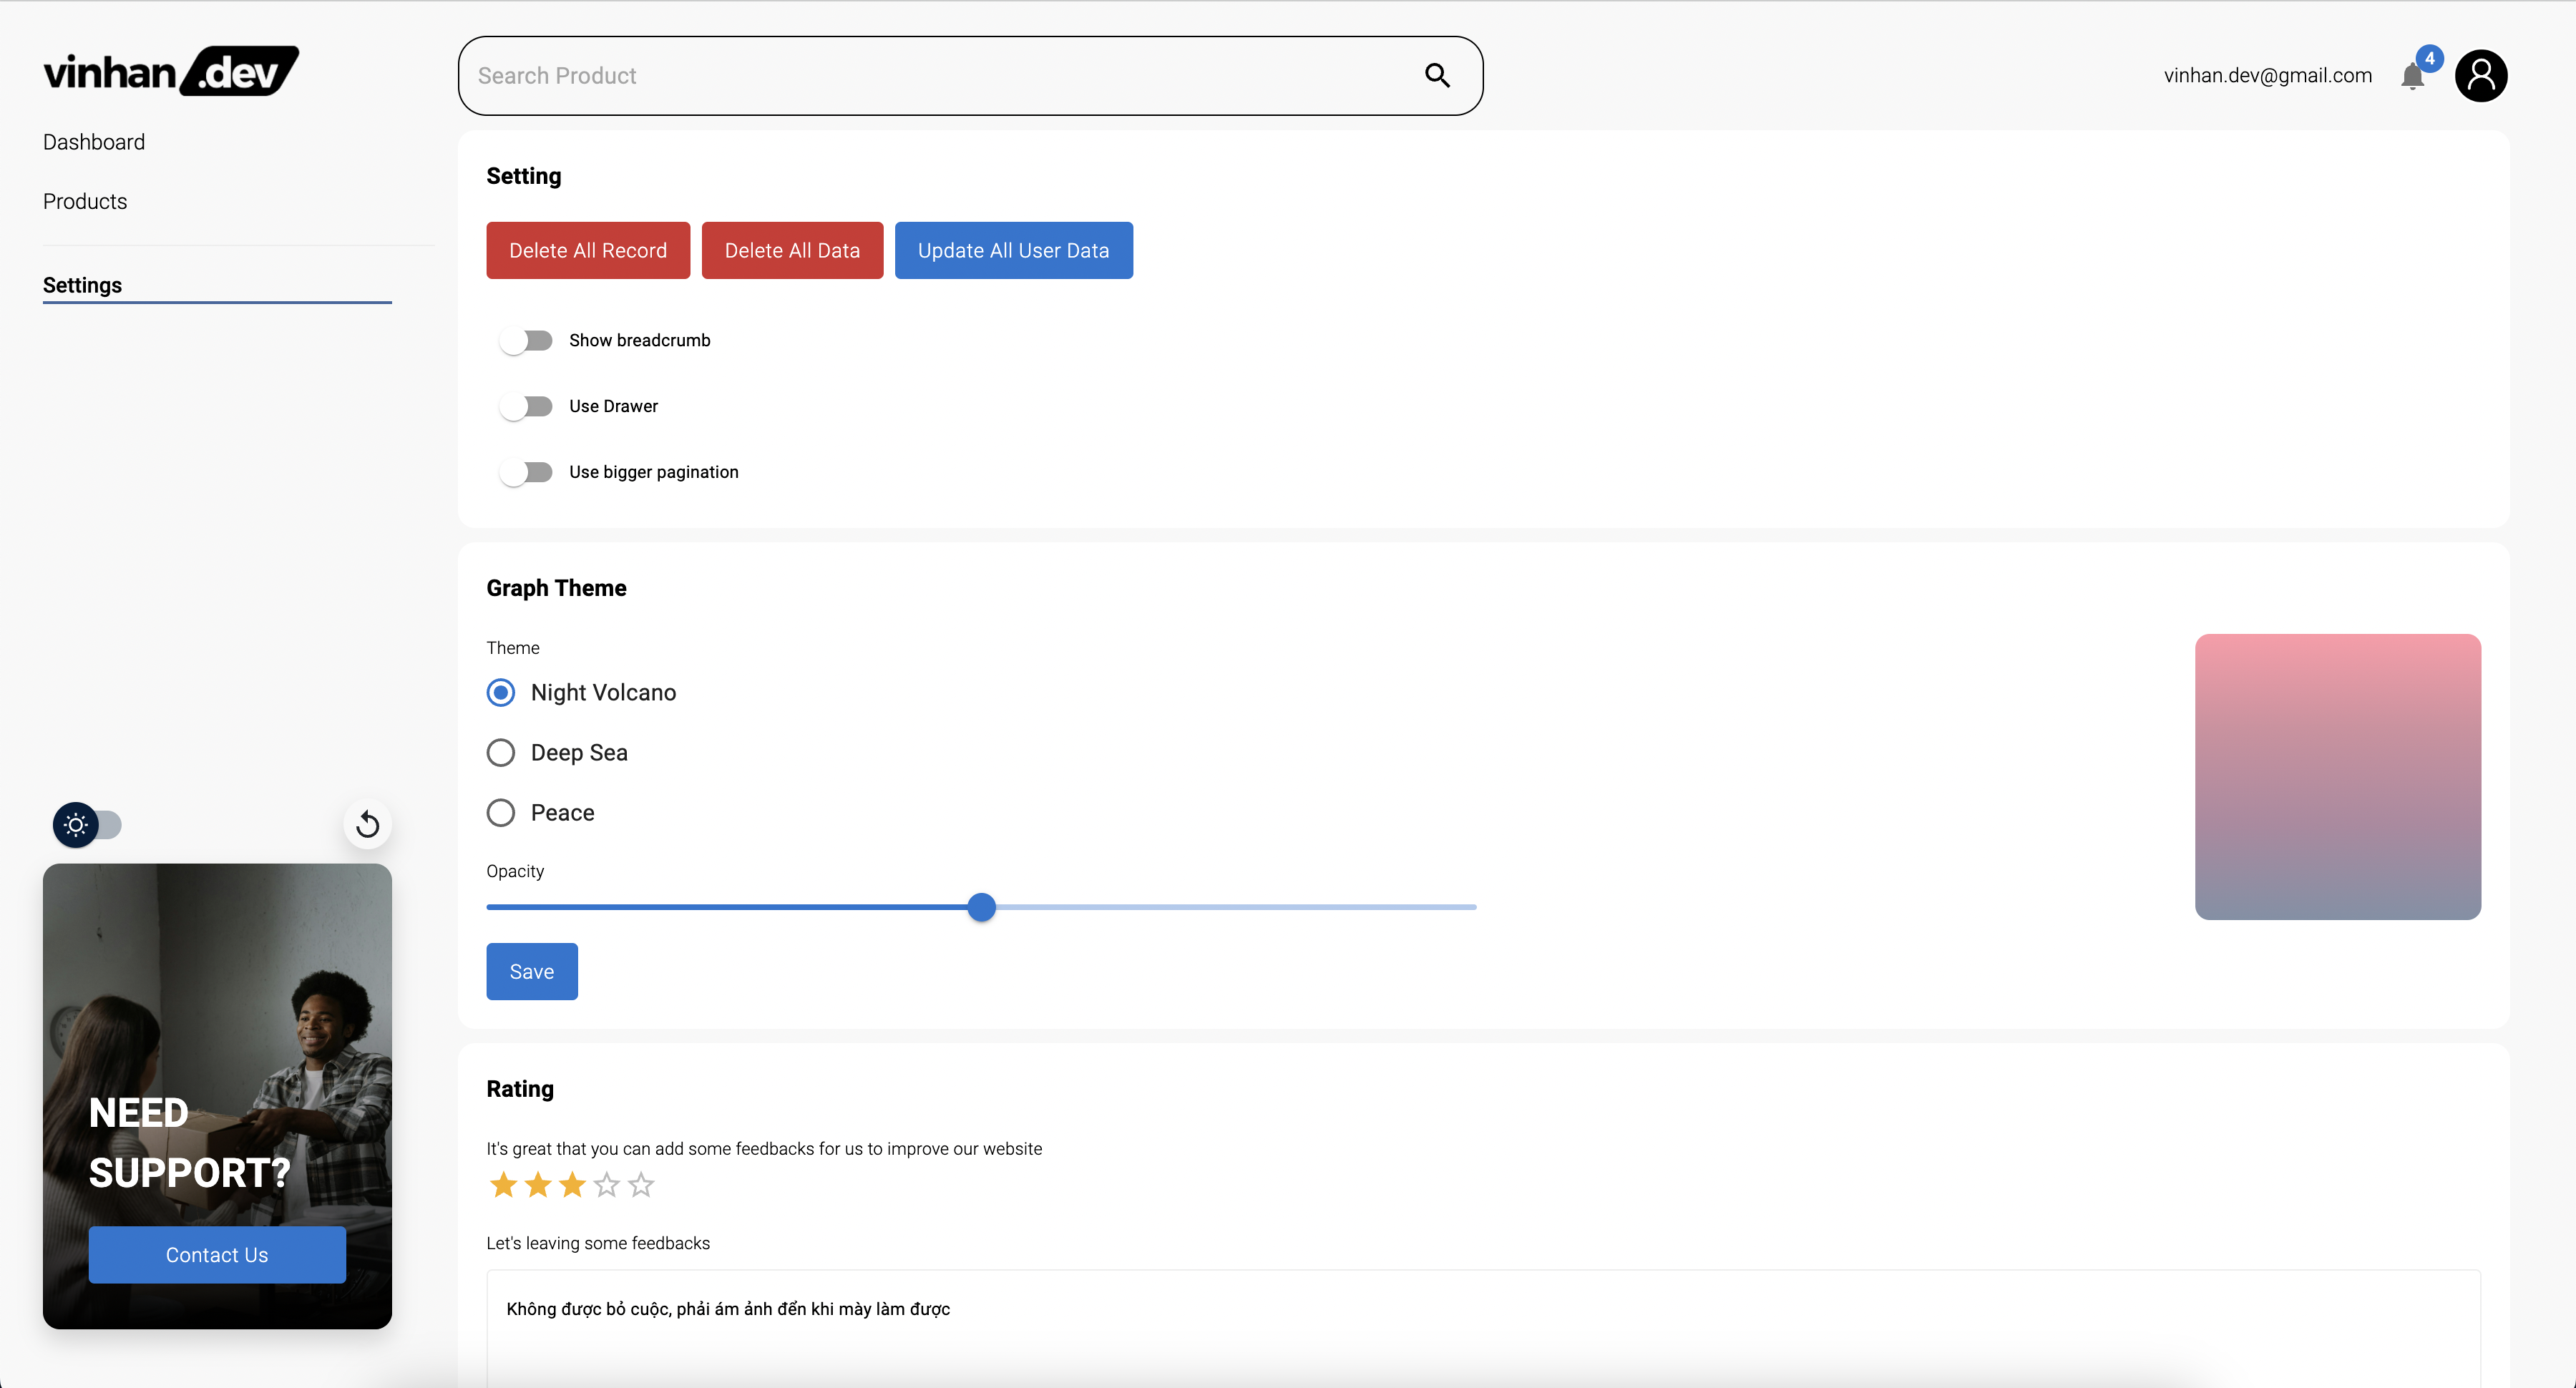 vinhan.dev
Search Product
vinhan.dev@gmail.com
4
Dashboard
Products
Settings
Setting
Delete All Record
Delete All Data
Update All User Data
Show breadcrumb
Use Drawer
Use bigger pagination
Graph Theme
Theme
Night Volcano
Deep Sea
Peace
Opacity
Save
NEED
SUPPORT?
Contact Us
Rating
It's great that you can add some feedbacks for us to improve our website
Let's leaving some feedbacks
Không được bỏ cuộc, phải ám ảnh đến khi mày làm được